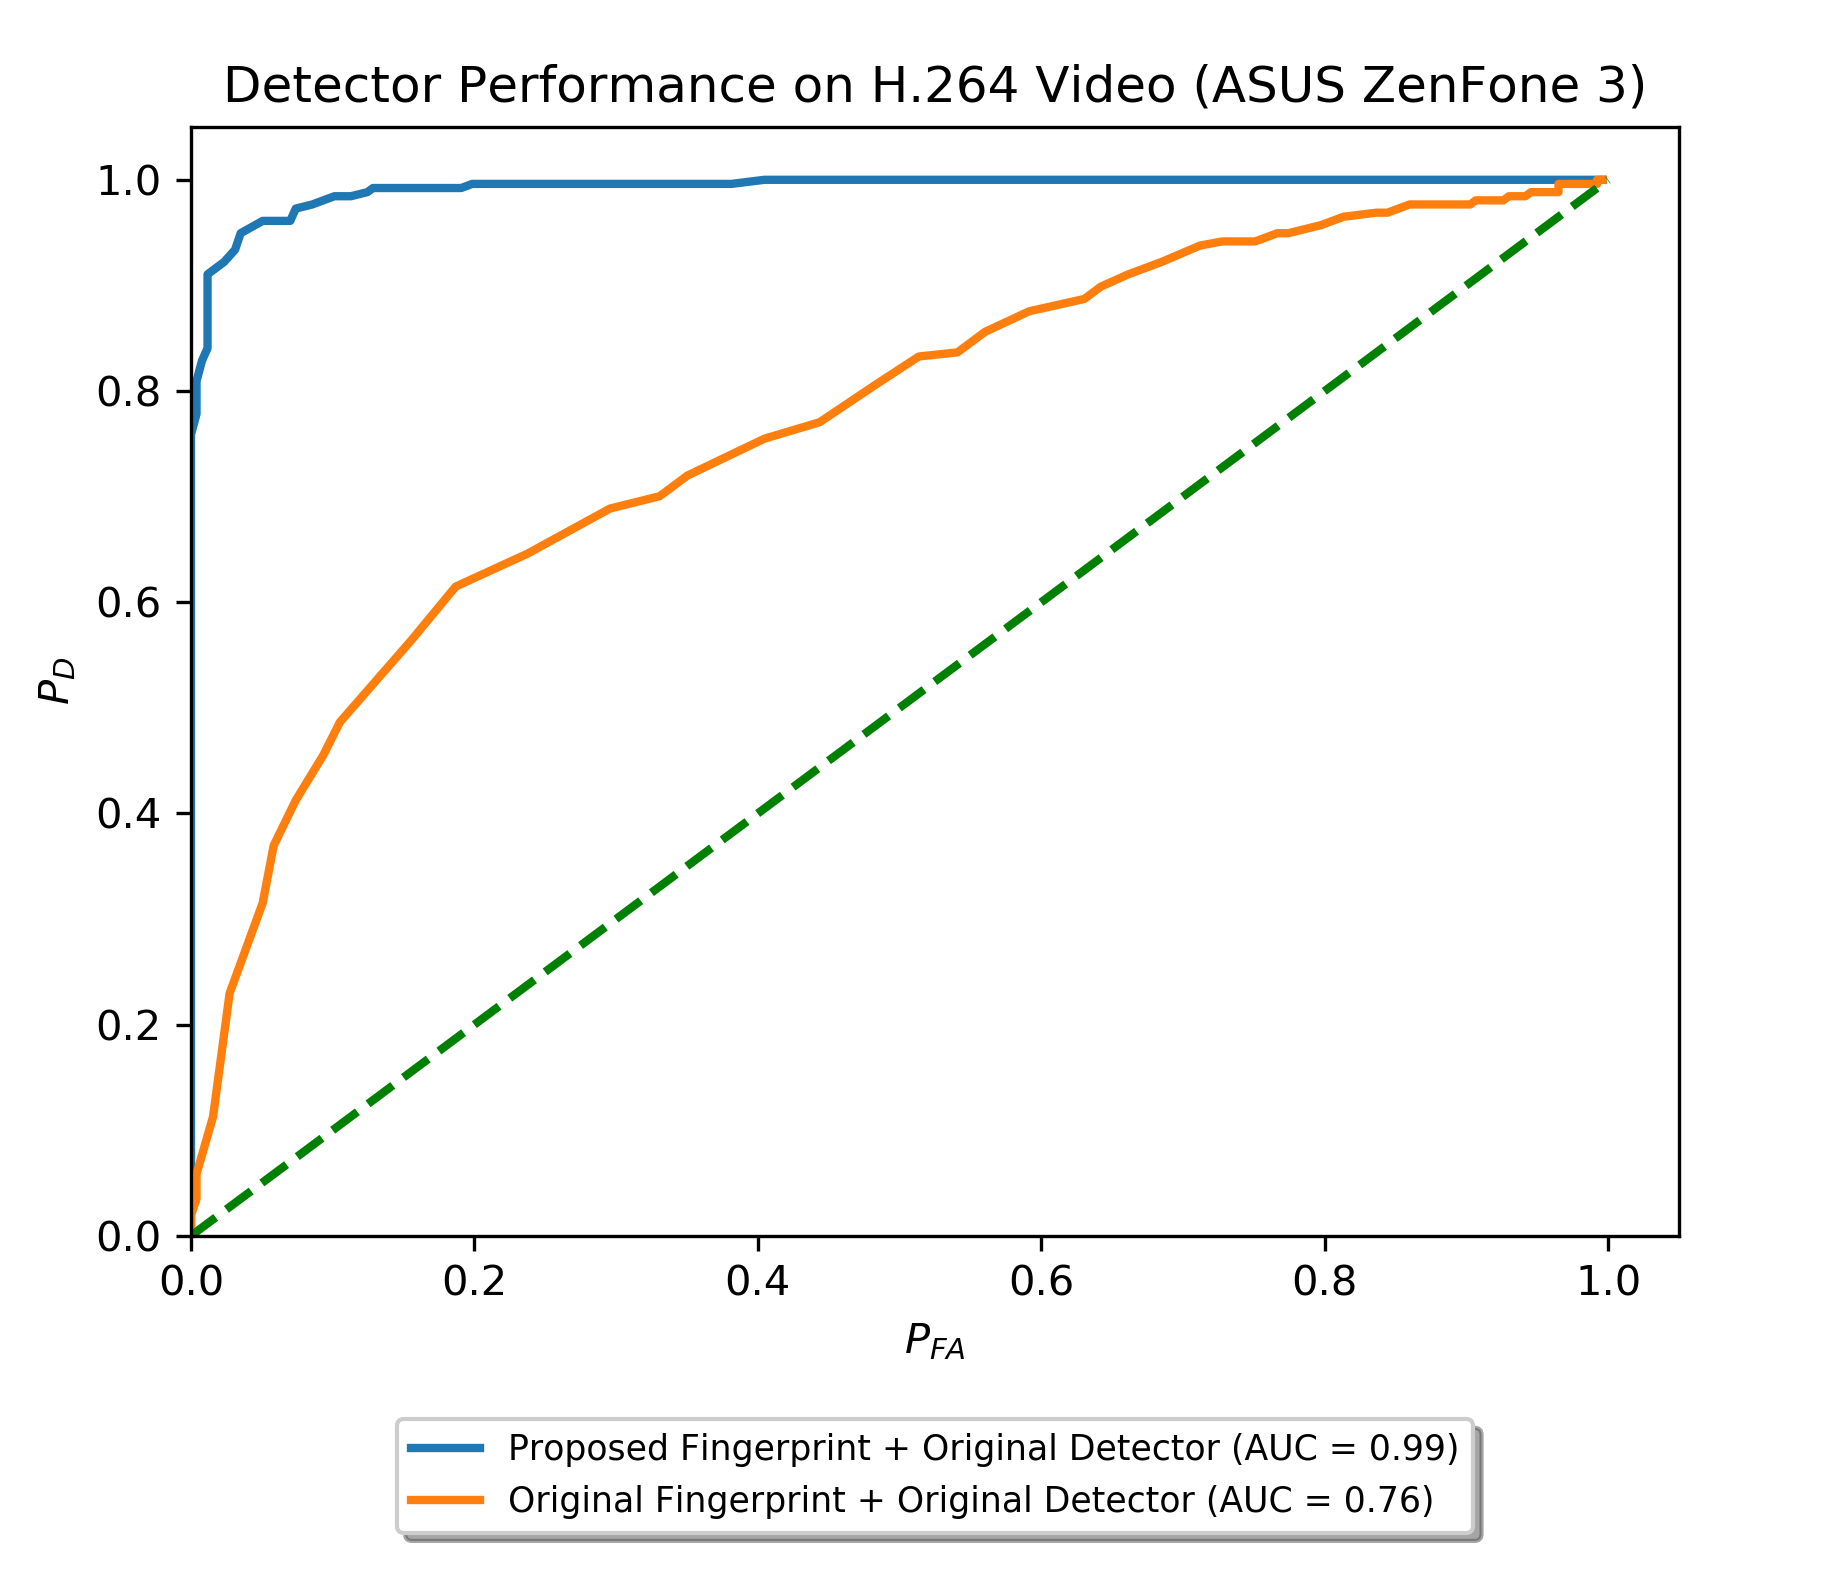 Detector Performance on H.264 Video (ASUS ZenFone 3)
1.0
0.8
0.6
0.4
0.2
0.0
P_D
0.0 0.2 0.4 0.6 0.8 1.0
P_FA
Proposed Fingerprint + Original Detector (AUC = 0.99)
Original Fingerprint + Original Detector (AUC = 0.76)